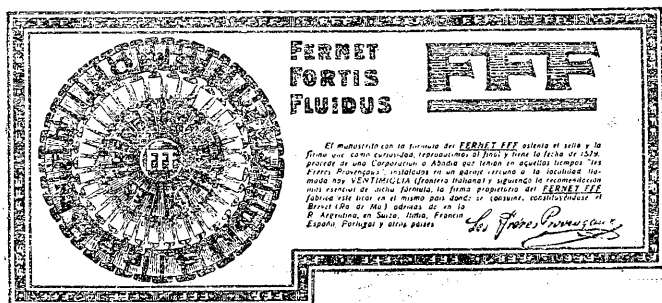 FERNET
FORTIS
FLUIDUS
FFF
FFF
El manuscrito con la fórmula del FERNET FFF ostenta el sello y la
firma que como curiosidad, reproducimos al final y tiene la fecha de 1519,
procede de una Corporación o Abadía que tenían en aquellos tiempos "les
Frères Provençaux", instalados en un paraje cercano a la localidad lla-
mada hoy VENTIMIGLIA (frontera italiana) y siguiendo la recomendación
más esencial de dicha fórmula, la firma propietaria del FERNET FFF
fabrica este licor en el mismo país donde se consume, constituyéndose el
Brevet (Ro de Mo) además de en la
R. Argentina, en Suiza, Italia, Francia
España, Portugal y otros países
Les Frères Provençaux